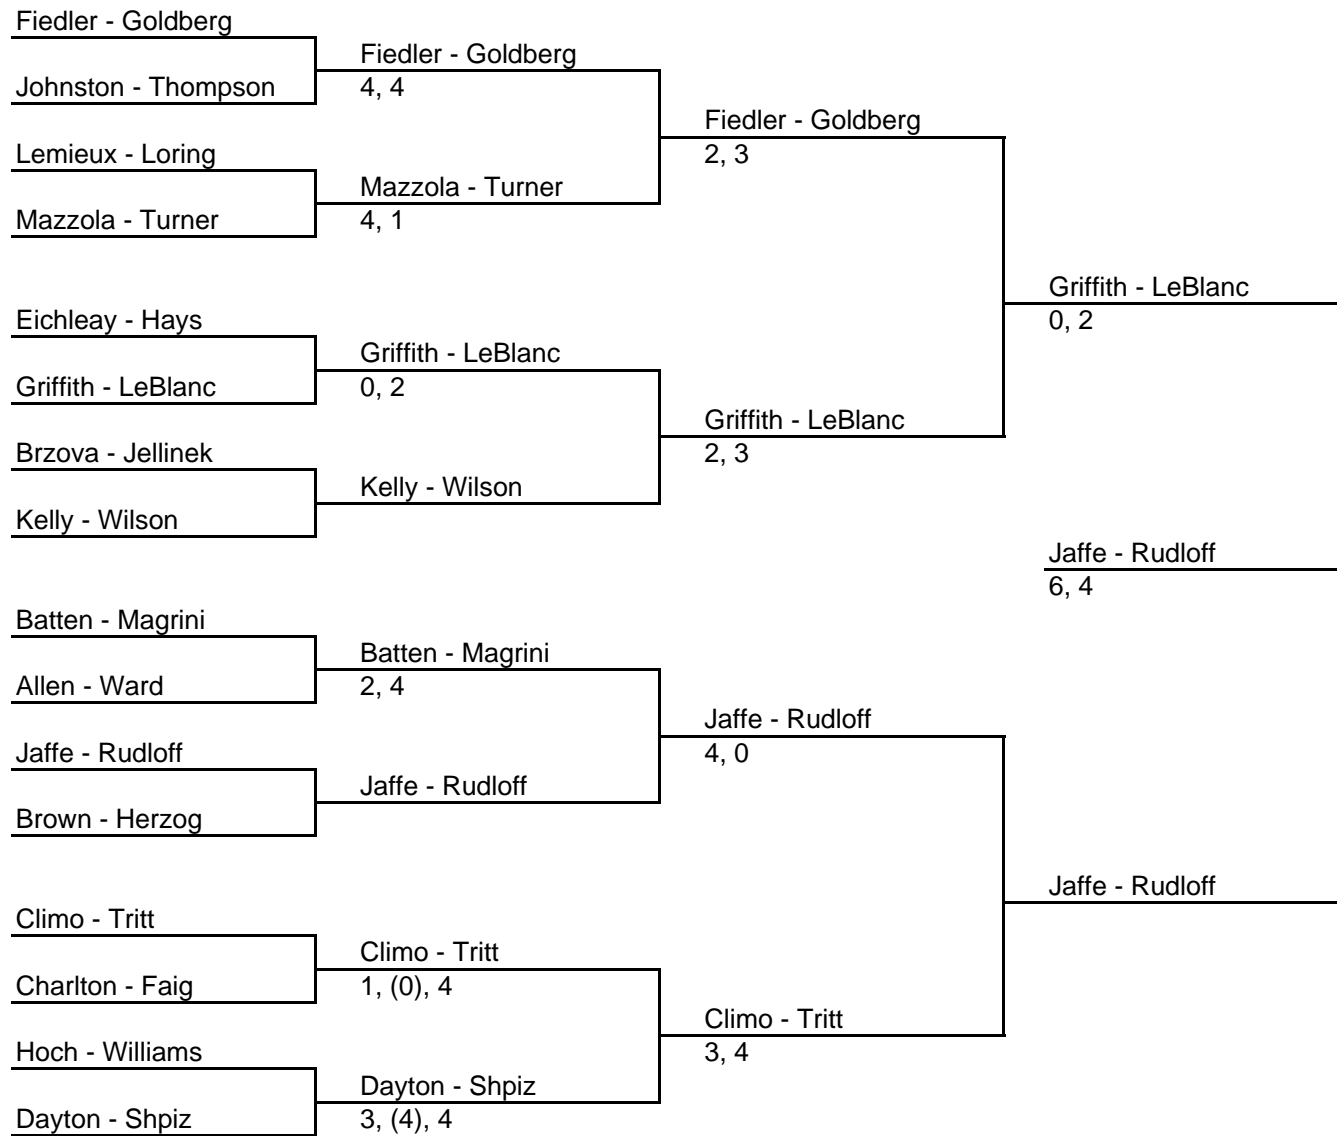 Fiedler - Goldberg
Fiedler - Goldberg
Johnston - Thompson
4, 4
Fiedler - Goldberg
Lemieux - Loring
2, 3
Mazzola - Turner
Mazzola - Turner
4, 1
Griffith - LeBlanc
Eichleay - Hays
0, 2
Griffith - LeBlanc
Griffith - LeBlanc
0, 2
Griffith - LeBlanc
Brzova - Jellinek
2, 3
Kelly - Wilson
Kelly - Wilson
Jaffe - Rudloff
6, 4
Batten - Magrini
Batten - Magrini
Allen - Ward
2, 4
Jaffe - Rudloff
Jaffe - Rudloff
4, 0
Jaffe - Rudloff
Brown - Herzog
Jaffe - Rudloff
Climo - Tritt
Climo - Tritt
Charlton - Faig
1, (0), 4
Climo - Tritt
Hoch - Williams
3, 4
Dayton - Shpiz
Dayton - Shpiz
3, (4), 4